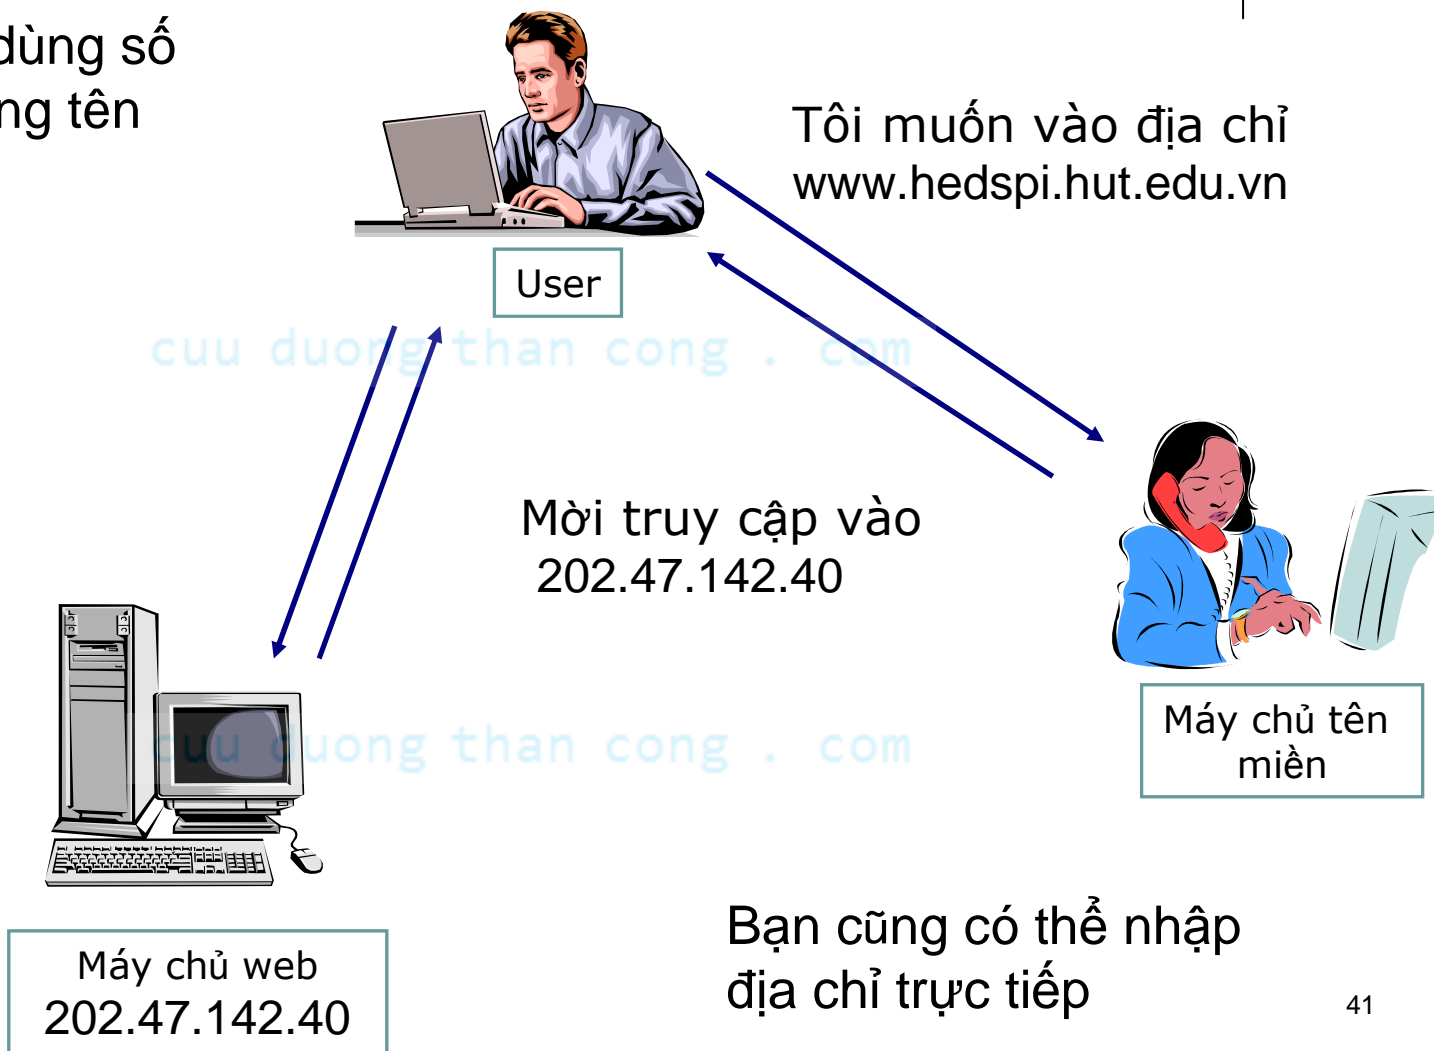 dùng số
ng tên
Tôi muốn vào địa chỉ
www.hedspi.hut.edu.vn
User
cuu duong than cong . com
Mời truy cập vào
202.47.142.40
cuu duong than cong . com
Máy chủ tên
miền
Máy chủ web
202.47.142.40
Bạn cũng có thể nhập
địa chỉ trực tiếp
41